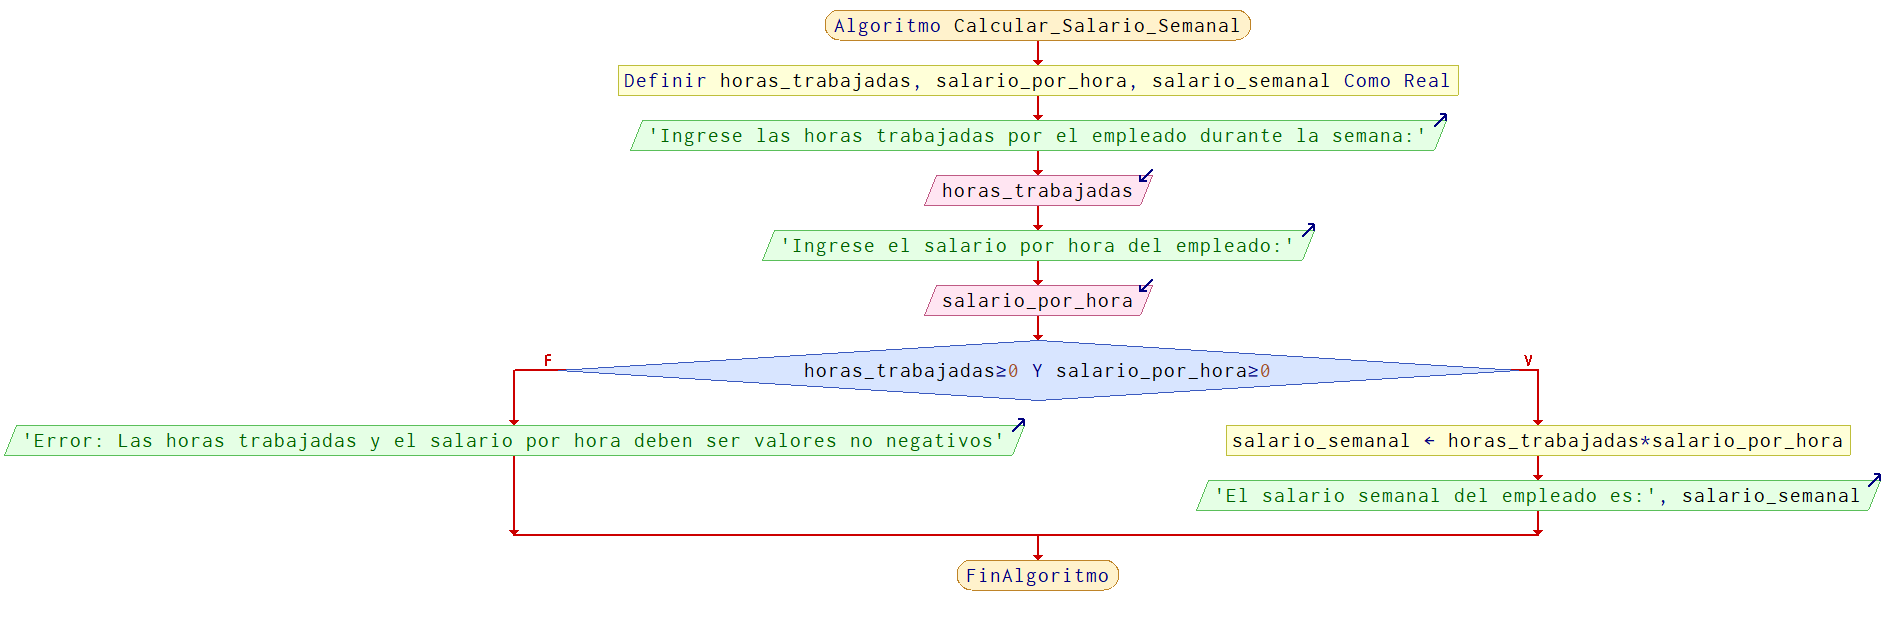 Algoritmo Calcular_Salario_Semanal
Definir horas_trabajadas, salario_por_hora, salario_semanal Como Real
'Ingrese las horas trabajadas por el empleado durante la semana:'
horas_trabajadas
'Ingrese el salario por hora del empleado:'
salario_por_hora
F
V
horas_trabajadas≥0 Y salario_por_hora≥0
'Error: Las horas trabajadas y el salario por hora deben ser valores no negativos'
salario_semanal ← horas_trabajadas*salario_por_hora
'El salario semanal del empleado es:', salario_semanal
FinAlgoritmo